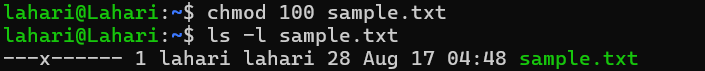 lahari@Lahari:~$ chmod 100 sample.txt
lahari@Lahari:~$ ls -l sample.txt
---x------ 1 lahari lahari 28 Aug 17 04:48 sample.txt